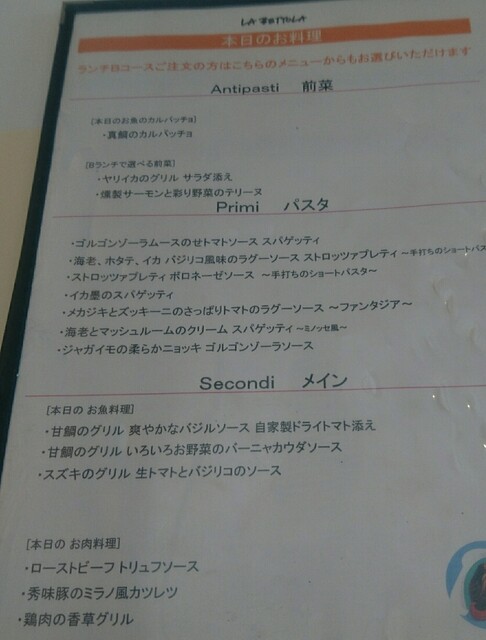 LA BETTOLA
本日のお料理
ランチBコースご注文の方はこちらのメニューからもお選びいただけます
Antipasti 前菜
[本日のお魚のカルパッチョ]
・真鯛のカルパッチョ
[Bランチで選べる前菜]
・ヤリイカのグリル サラダ添え
・燻製サーモンと彩り野菜のテリーヌ
Primi パスタ
・ゴルゴンゾーラムースのせトマトソース スパゲッティ
・海老、ホタテ、イカ バジリコ風味のラグーソース ストロッツァプレティ ～手打ちのショートパス
・ストロッツァプレティ ボロネーゼソース ～手打ちのショートパスタ～
・イカ墨のスパゲッティ
・メカジキとズッキーニのさっぱりトマトのラグーソース ～ファンタジア～
・海老とマッシュルームのクリーム スパゲッティ ～ミノッセ風～
・ジャガイモの柔らかニョッキ ゴルゴンゾーラソース
Secondi メイン
[本日の お魚料理]
・甘鯛のグリル 爽やかなバジルソース 自家製ドライトマト添え
・甘鯛のグリル いろいろお野菜のバーニャカウダソース
・スズキのグリル 生トマトとバジリコのソース
[本日の お肉料理]
・ローストビーフ トリュフソース
・秀味豚のミラノ風カツレツ
・鶏肉の香草グリル